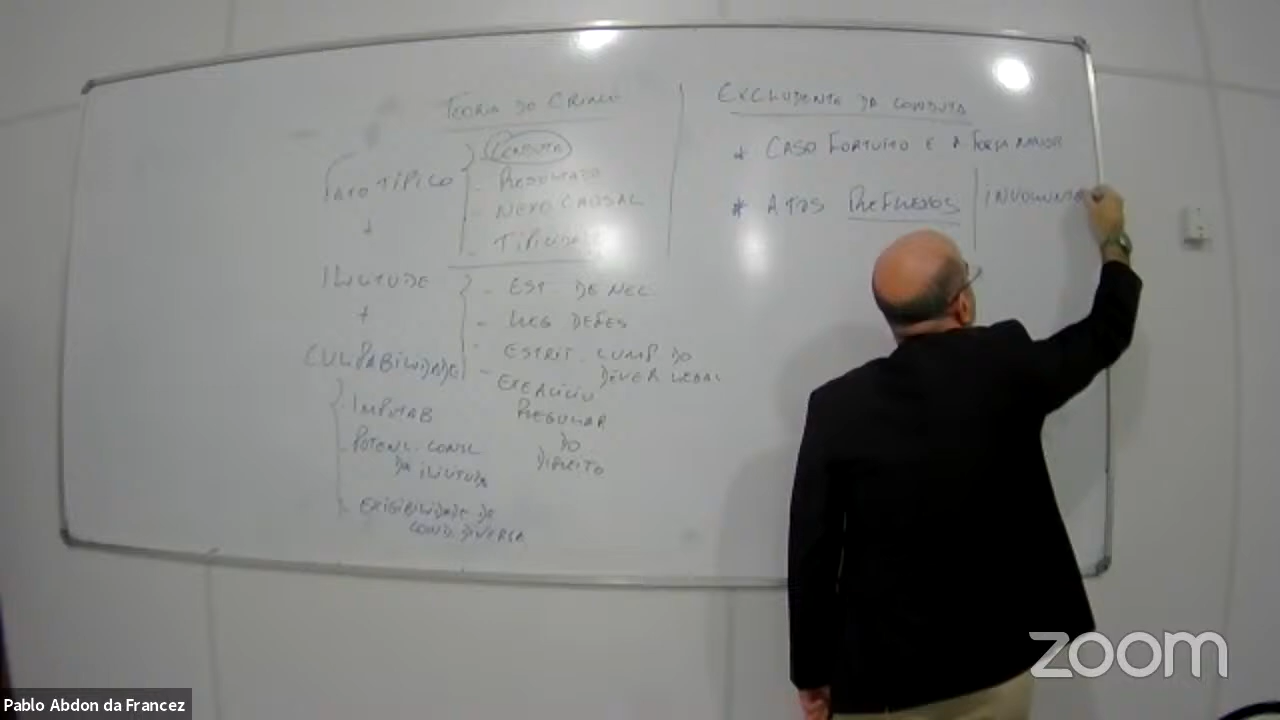 TEORIA DO CRIME
CONDUTA
FATO TÍPICO
- RESULTADO
- NEXO CAUSAL
+
- TIPICIDADE
ILICITUDE
- EST DE NEC
+
- LEG DEFES
CULPABILIDADE
- ESTRIT. CUMP DO
DEVER LEGAL
- EXERCÍCIO
REGULAR
DO
DIREITO
- IMPUTAB
- POTENC. CONSC
DA ILICITUDE
- EXIGIBILIDADE DE
COND. DIVERSA
EXCLUDENTE DA CONDUTA
* CASO FORTUITO E A FORÇA MAIOR
* ATOS REFLEXOS | INVOLUNTÁ
zoom
Pablo Abdon da Francez